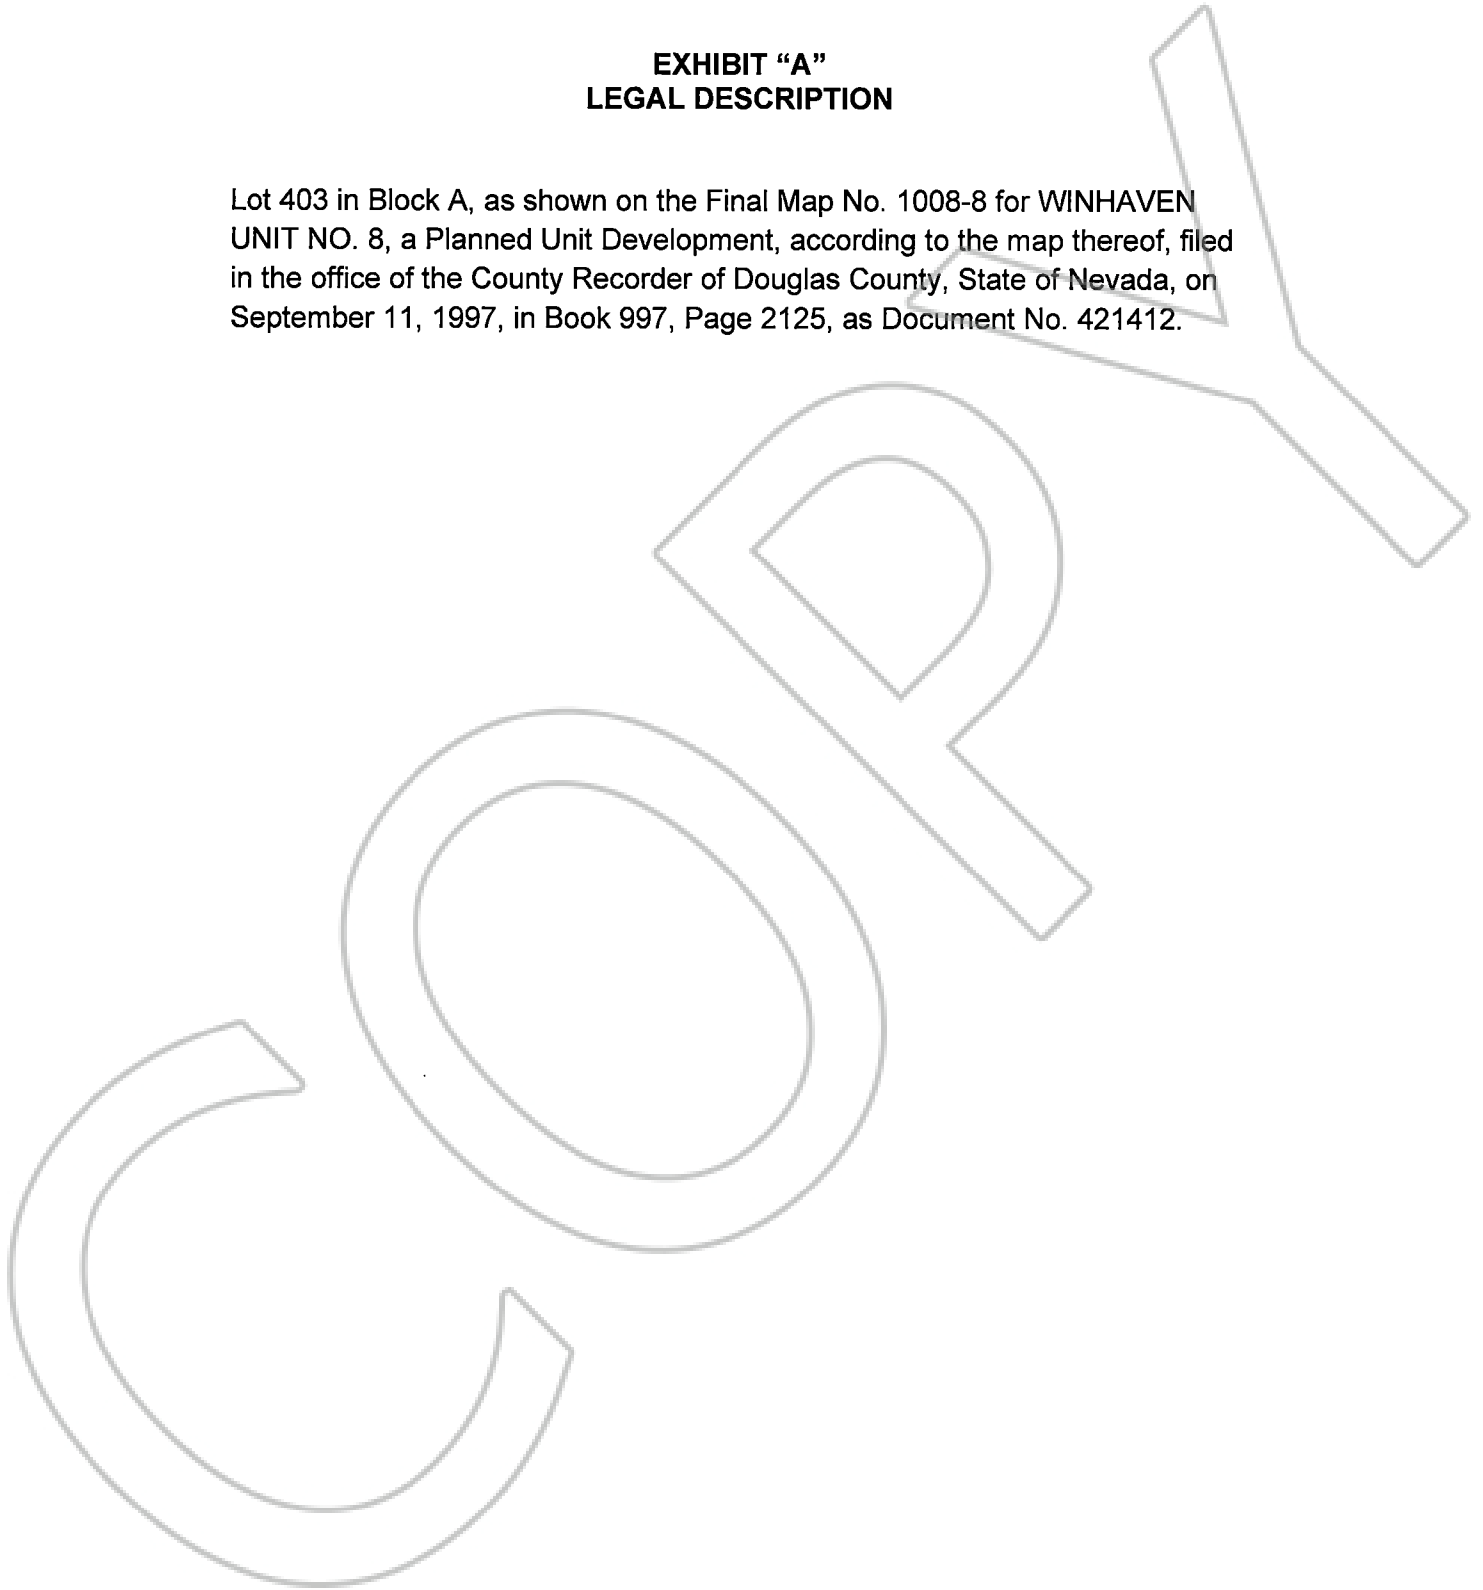 EXHIBIT “A”
LEGAL DESCRIPTION
Lot 403 in Block A, as shown on the Final Map No. 1008-8 for WINHAVEN
UNIT NO. 8, a Planned Unit Development, according to the map thereof, filed
in the office of the County Recorder of Douglas County, State of Nevada, on
September 11, 1997, in Book 997, Page 2125, as Document No. 421412.
COPY